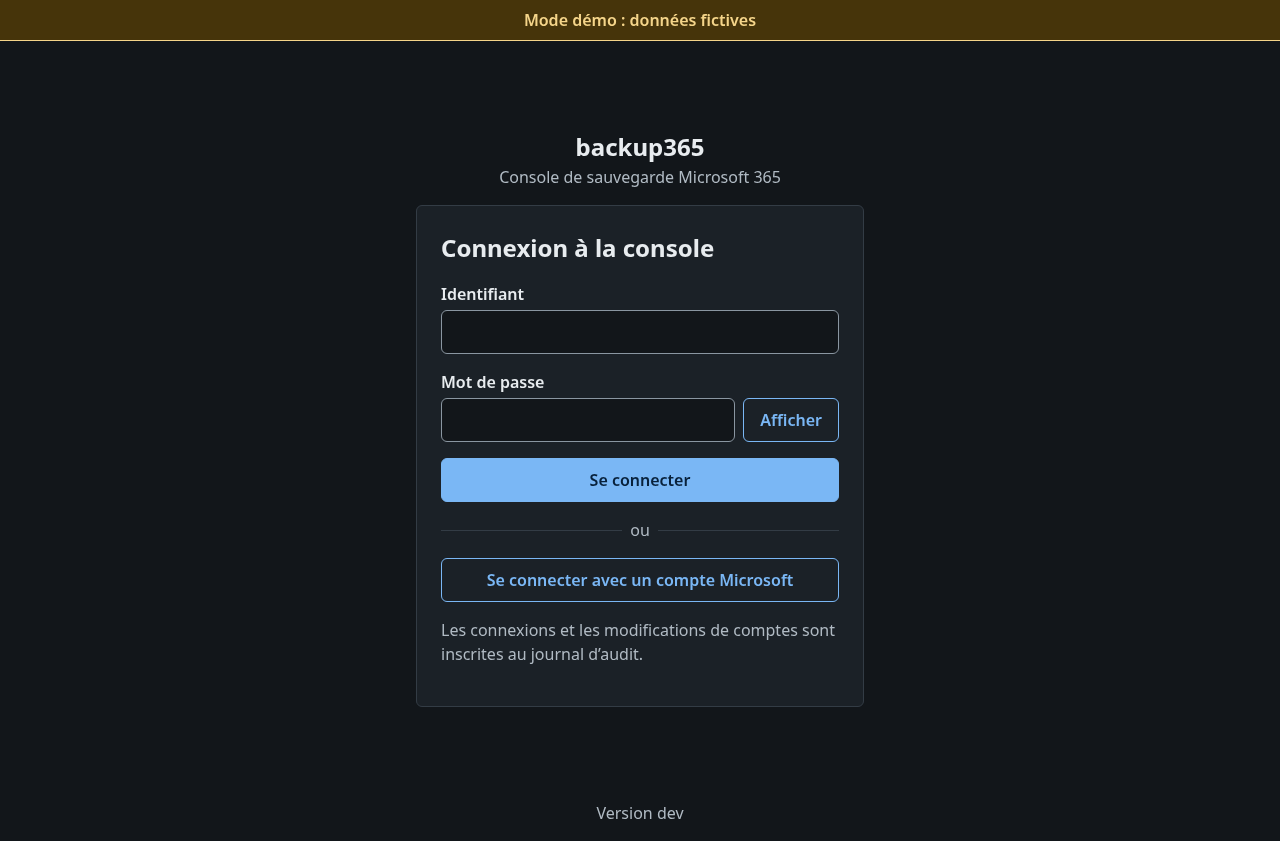 Mode démo : données fictives
backup365
Console de sauvegarde Microsoft 365
Connexion à la console
Identifiant
Mot de passe
Afficher
Se connecter
ou
Se connecter avec un compte Microsoft
Les connexions et les modifications de comptes sont
inscrites au journal d’audit.
Version dev